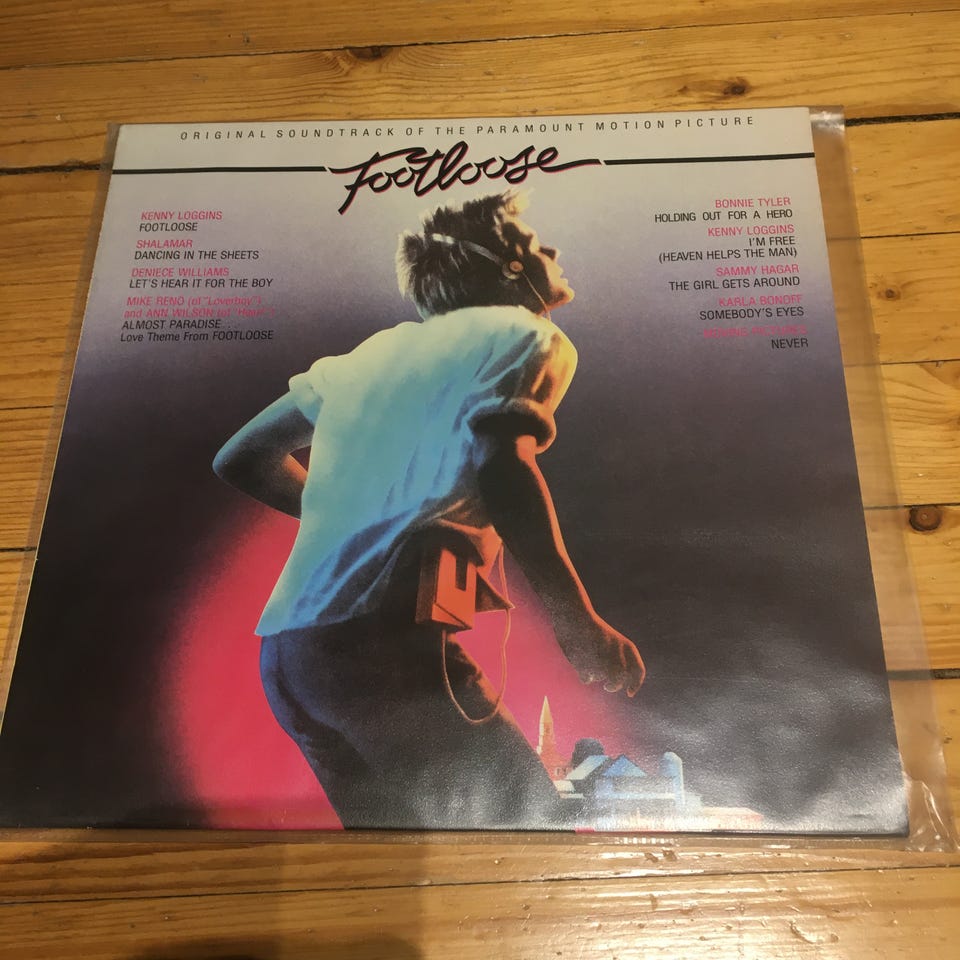 ORIGINAL SOUNDTRACK OF THE PARAMOUNT MOTION PICTURE
Footloose
KENNY LOGGINS
FOOTLOOSE
SHALAMAR
DANCING IN THE SHEETS
DENIECE WILLIAMS
LET'S HEAR IT FOR THE BOY
MIKE RENO (of "Loverboy")
and ANN WILSON (of "Heart")
ALMOST PARADISE...
Love Theme From FOOTLOOSE
BONNIE TYLER
HOLDING OUT FOR A HERO
KENNY LOGGINS
I'M FREE
(HEAVEN HELPS THE MAN)
SAMMY HAGAR
THE GIRL GETS AROUND
KARLA BONOFF
SOMEBODY'S EYES
MOVING PICTURES
NEVER